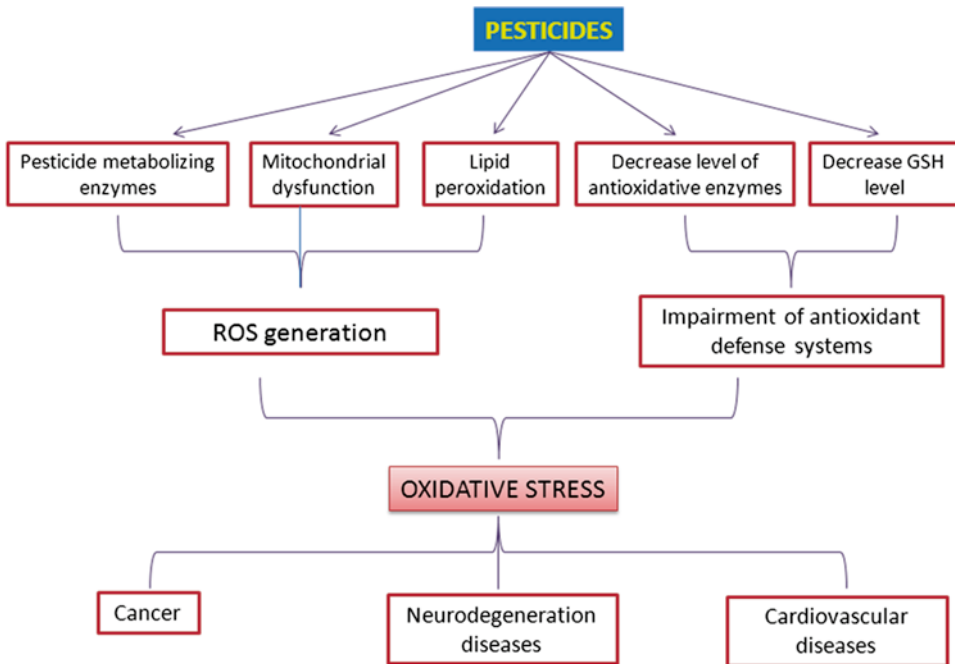 PESTICIDES
Pesticide metabolizing
enzymes
Mitochondrial
dysfunction
Lipid
peroxidation
Decrease level of
antioxidative enzymes
Decrease GSH
level
ROS generation
Impairment of antioxidant
defense systems
OXIDATIVE STRESS
Cancer
Neurodegeneration
diseases
Cardiovascular
diseases